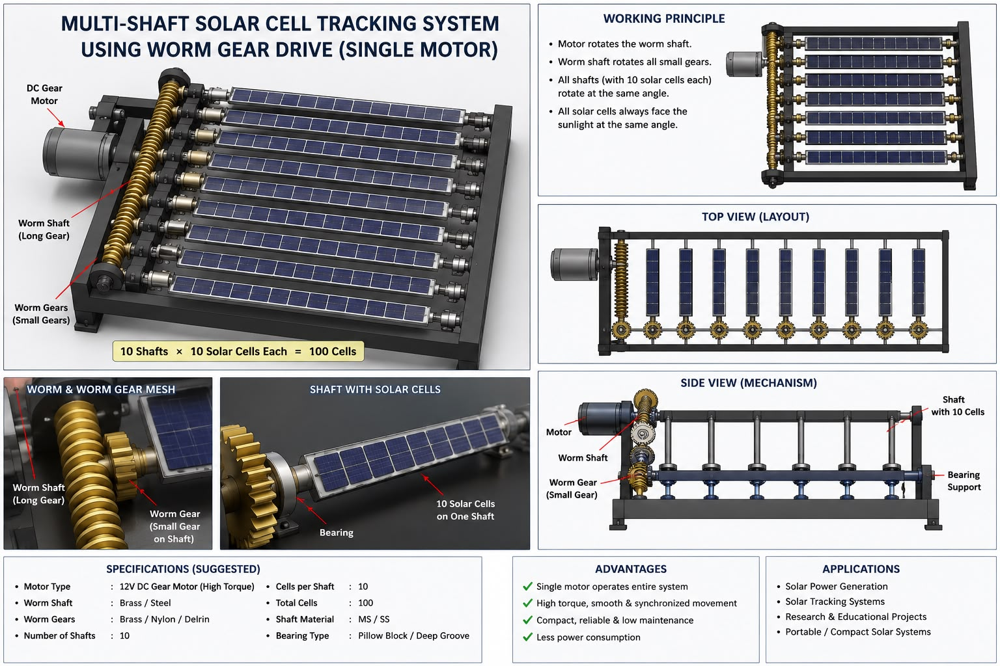 MULTI-SHAFT SOLAR CELL TRACKING SYSTEM
USING WORM GEAR DRIVE (SINGLE MOTOR)
DC Gear
Motor
Worm Shaft
(Long Gear)
Worm Gears
(Small Gears)
10 Shafts × 10 Solar Cells Each = 100 Cells
WORKING PRINCIPLE
• Motor rotates the worm shaft.
• Worm shaft rotates all small gears.
• All shafts (with 10 solar cells each)
rotate at the same angle.
• All solar cells always face the
sunlight at the same angle.
TOP VIEW (LAYOUT)
WORM & WORM GEAR MESH
Worm Shaft
(Long Gear)
Worm Gear
(Small Gear
on Shaft)
SHAFT WITH SOLAR CELLS
10 Solar Cells
on One Shaft
Bearing
SIDE VIEW (MECHANISM)
Shaft
with 10 Cells
Motor
Worm Shaft
Worm Gear
(Small Gear)
Bearing
Support
SPECIFICATIONS (SUGGESTED)
• Motor Type : 12V DC Gear Motor (High Torque)
• Worm Shaft : Brass / Steel
• Worm Gears : Brass / Nylon / Delrin
• Number of Shafts : 10
• Cells per Shaft : 10
• Total Cells : 100
• Shaft Material : MS / SS
• Bearing Type : Pillow Block / Deep Groove
ADVANTAGES
✓ Single motor operates entire system
✓ High torque, smooth & synchronized movement
✓ Compact, reliable & low maintenance
✓ Less power consumption
APPLICATIONS
• Solar Power Generation
• Solar Tracking Systems
• Research & Educational Projects
• Portable / Compact Solar Systems